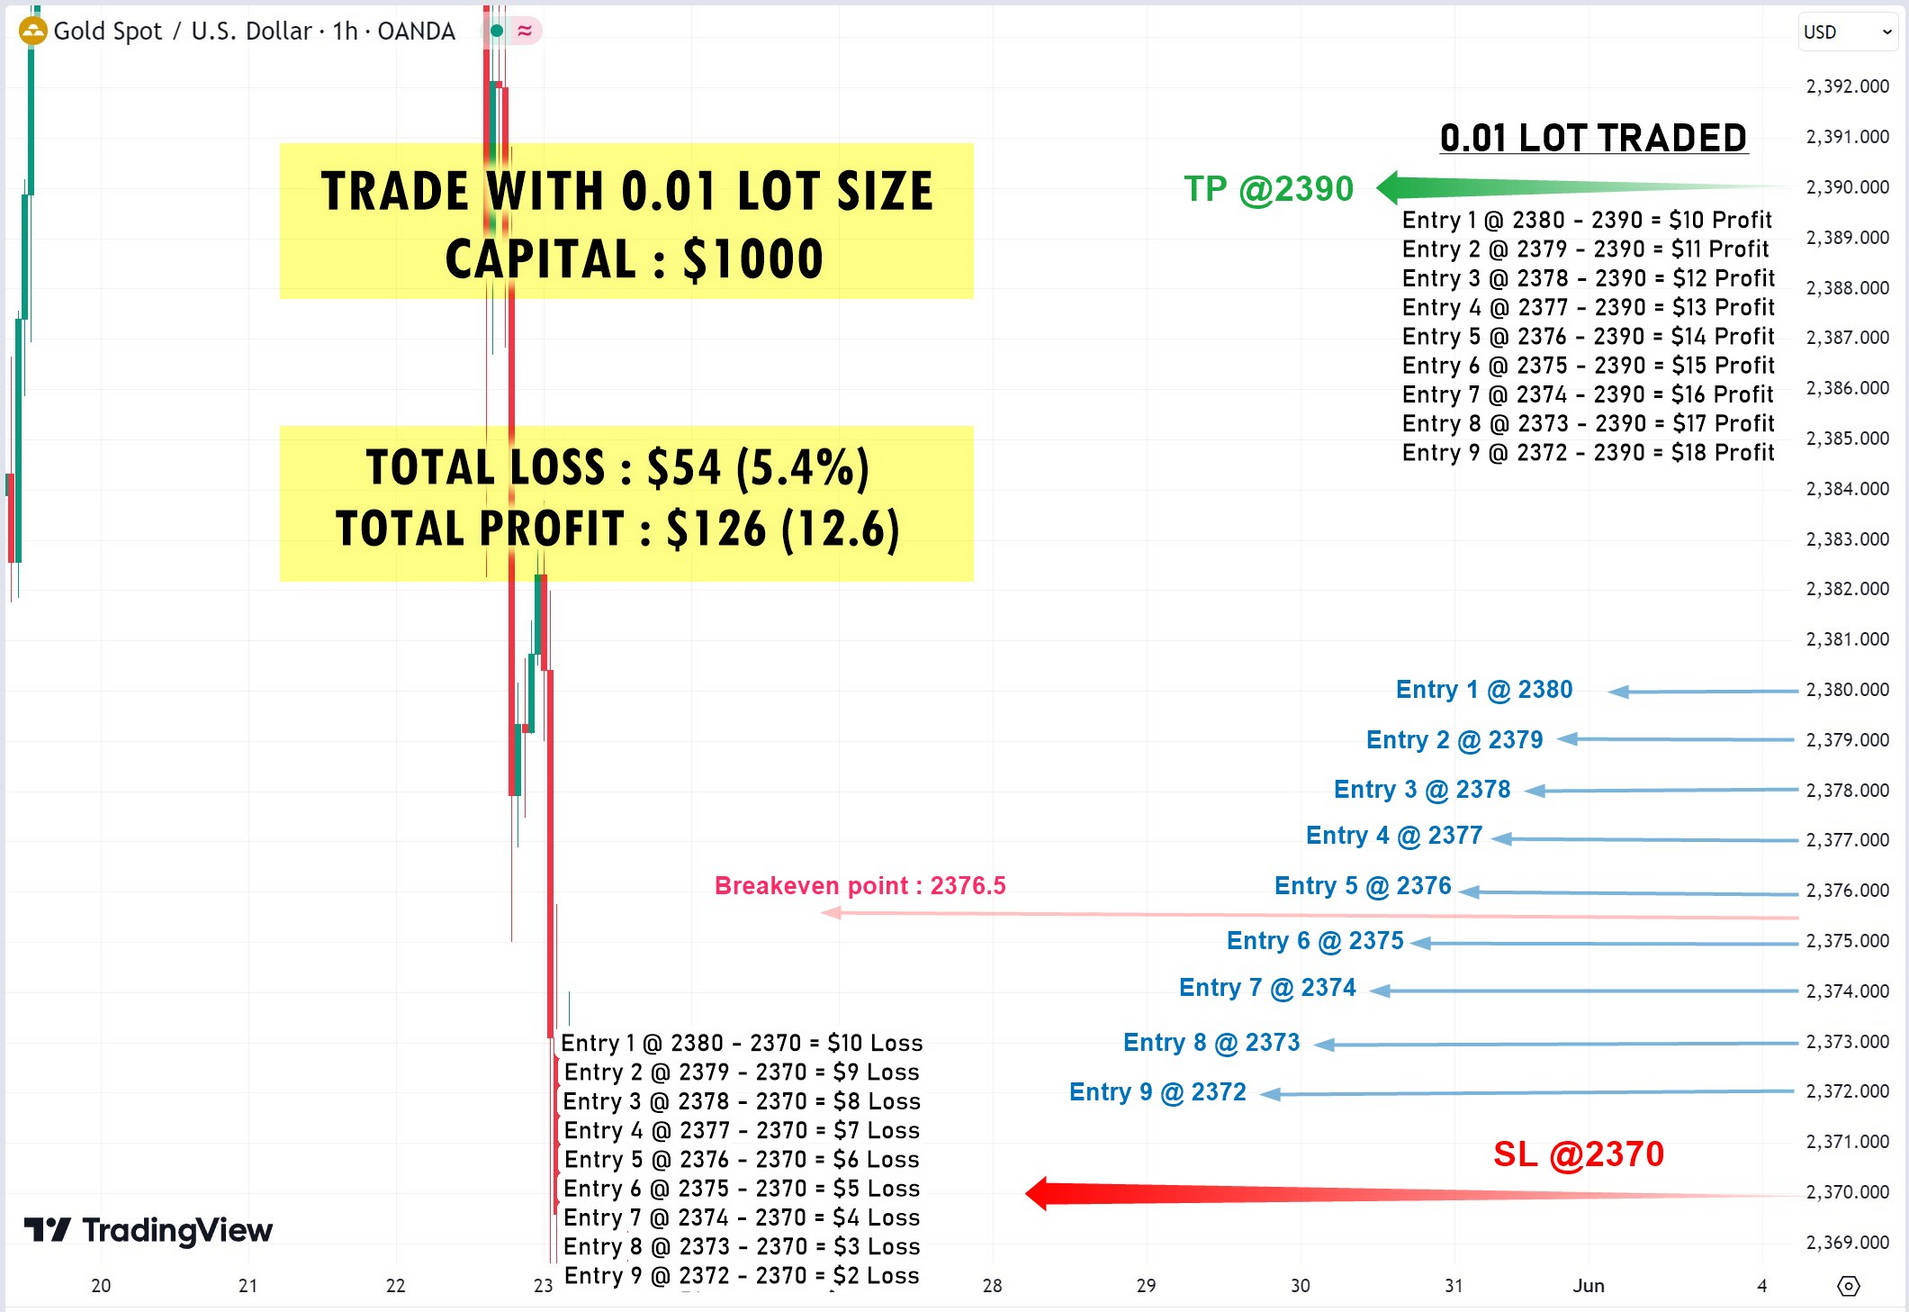 Gold Spot / U.S. Dollar · 1h · OANDA
≈
USD
2,392.000
2,391.000
2,390.000
2,389.000
2,388.000
2,387.000
2,386.000
2,385.000
2,384.000
2,383.000
2,382.000
2,381.000
2,380.000
2,379.000
2,378.000
2,377.000
2,376.000
2,375.000
2,374.000
2,373.000
2,372.000
2,371.000
2,370.000
2,369.000
TRADE WITH 0.01 LOT SIZE
CAPITAL : $1000
TOTAL LOSS : $54 (5.4%)
TOTAL PROFIT : $126 (12.6)
0.01 LOT TRADED
TP @2390
Entry 1 @ 2380 - 2390 = $10 Profit
Entry 2 @ 2379 - 2390 = $11 Profit
Entry 3 @ 2378 - 2390 = $12 Profit
Entry 4 @ 2377 - 2390 = $13 Profit
Entry 5 @ 2376 - 2390 = $14 Profit
Entry 6 @ 2375 - 2390 = $15 Profit
Entry 7 @ 2374 - 2390 = $16 Profit
Entry 8 @ 2373 - 2390 = $17 Profit
Entry 9 @ 2372 - 2390 = $18 Profit
Entry 1 @ 2380
Entry 2 @ 2379
Entry 3 @ 2378
Entry 4 @ 2377
Breakeven point : 2376.5
Entry 5 @ 2376
Entry 6 @ 2375
Entry 7 @ 2374
Entry 8 @ 2373
Entry 9 @ 2372
SL @2370
Entry 1 @ 2380 - 2370 = $10 Loss
Entry 2 @ 2379 - 2370 = $9 Loss
Entry 3 @ 2378 - 2370 = $8 Loss
Entry 4 @ 2377 - 2370 = $7 Loss
Entry 5 @ 2376 - 2370 = $6 Loss
Entry 6 @ 2375 - 2370 = $5 Loss
Entry 7 @ 2374 - 2370 = $4 Loss
Entry 8 @ 2373 - 2370 = $3 Loss
Entry 9 @ 2372 - 2370 = $2 Loss
TradingView
20 21 22 23 28 29 30 31 Jun 4